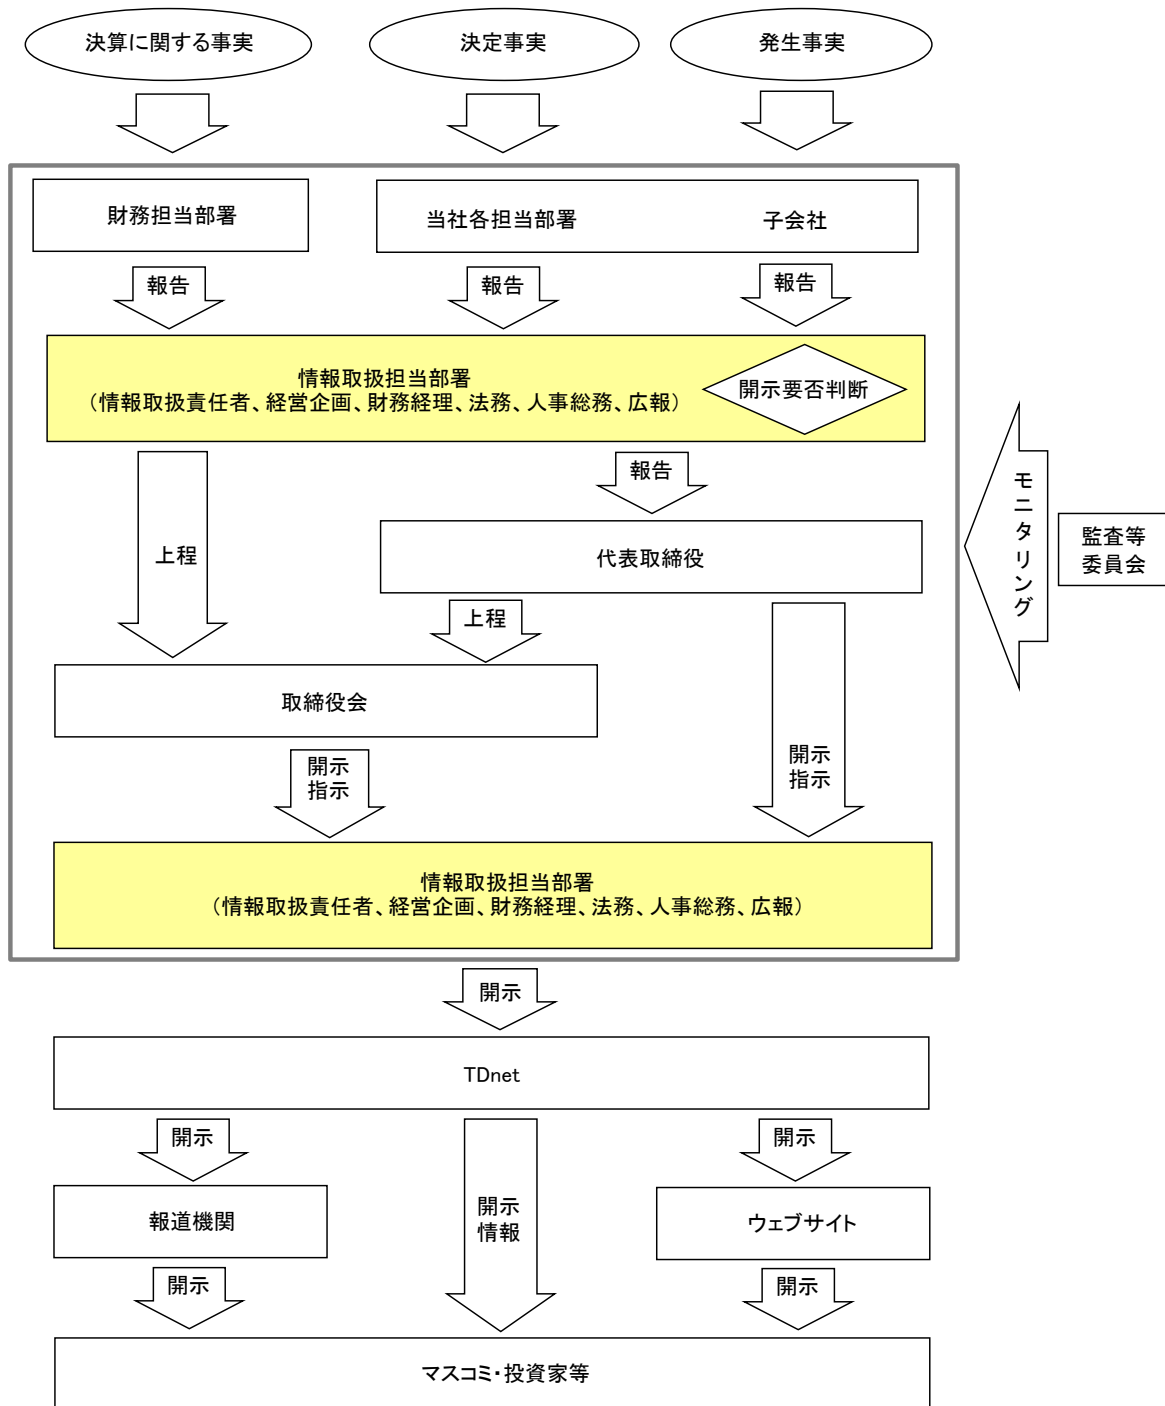 決算に関する事実
決定事実
発生事実
財務担当部署
当社各担当部署
子会社
報告
報告
報告
情報取扱担当部署
（情報取扱責任者、経営企画、財務経理、法務、人事総務、広報）
開示要否判断
報告
上程
代表取締役
モニタリング
監査等
委員会
上程
取締役会
開示
指示
開示
指示
情報取扱担当部署
（情報取扱責任者、経営企画、財務経理、法務、人事総務、広報）
開示
TDnet
開示
開示
報道機関
開示
情報
ウェブサイト
開示
開示
マスコミ・投資家等